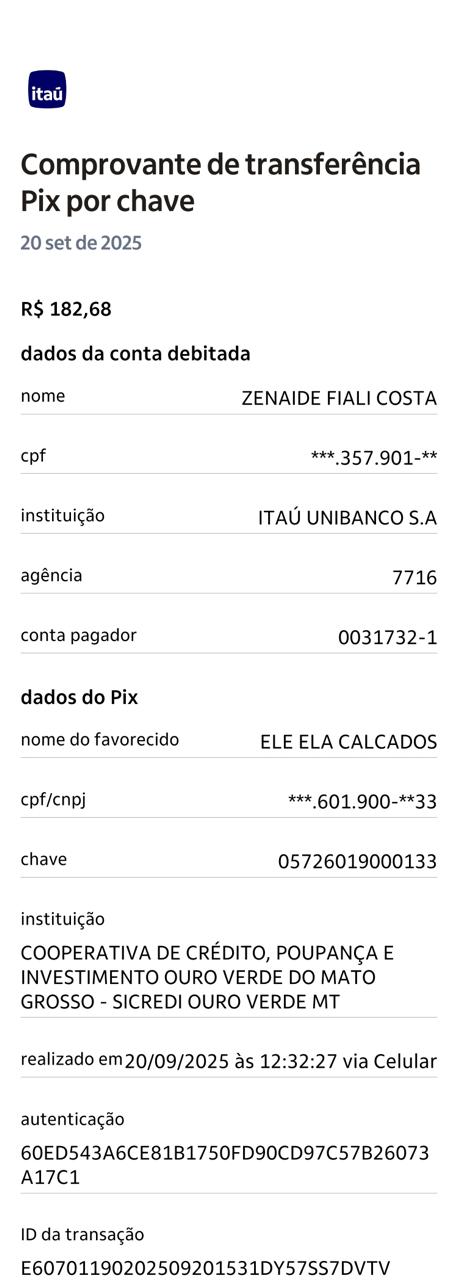 itaú
Comprovante de transferência
Pix por chave
20 set de 2025
R$ 182,68
dados da conta debitada
nome ZENAIDE FIALI COSTA
cpf ***.357.901-**
instituição ITAÚ UNIBANCO S.A
agência 7716
conta pagador 0031732-1
dados do Pix
nome do favorecido ELE ELA CALCADOS
cpf/cnpj ***.601.900-**33
chave 05726019000133
instituição
COOPERATIVA DE CRÉDITO, POUPANÇA E
INVESTIMENTO OURO VERDE DO MATO
GROSSO - SICREDI OURO VERDE MT
realizado em 20/09/2025 às 12:32:27 via Celular
autenticação
60ED543A6CE81B1750FD90CD97C57B26073
A17C1
ID da transação
E60701190202509201531DY57SS7DVTV